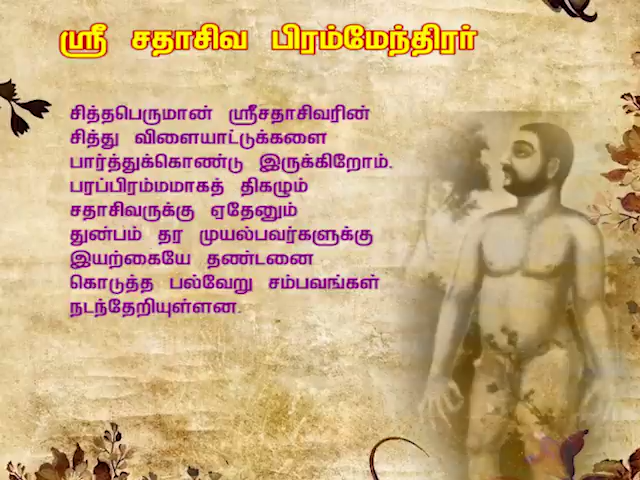 ஸ்ரீ சதாசிவ பிரம்மேந்திரர்
சித்தபெருமான் ஸ்ரீசதாசிவரின்
சித்து விளையாட்டுக்களை
பார்த்துக்கொண்டு இருக்கிறோம்.
பரப்பிரம்மமாகத் திகழும்
சதாசிவருக்கு ஏதேனும்
துன்பம் தர முயல்பவர்களுக்கு
இயற்கையே தண்டனை
கொடுத்த பல்வேறு சம்பவங்கள்
நடந்தேறியுள்ளன.